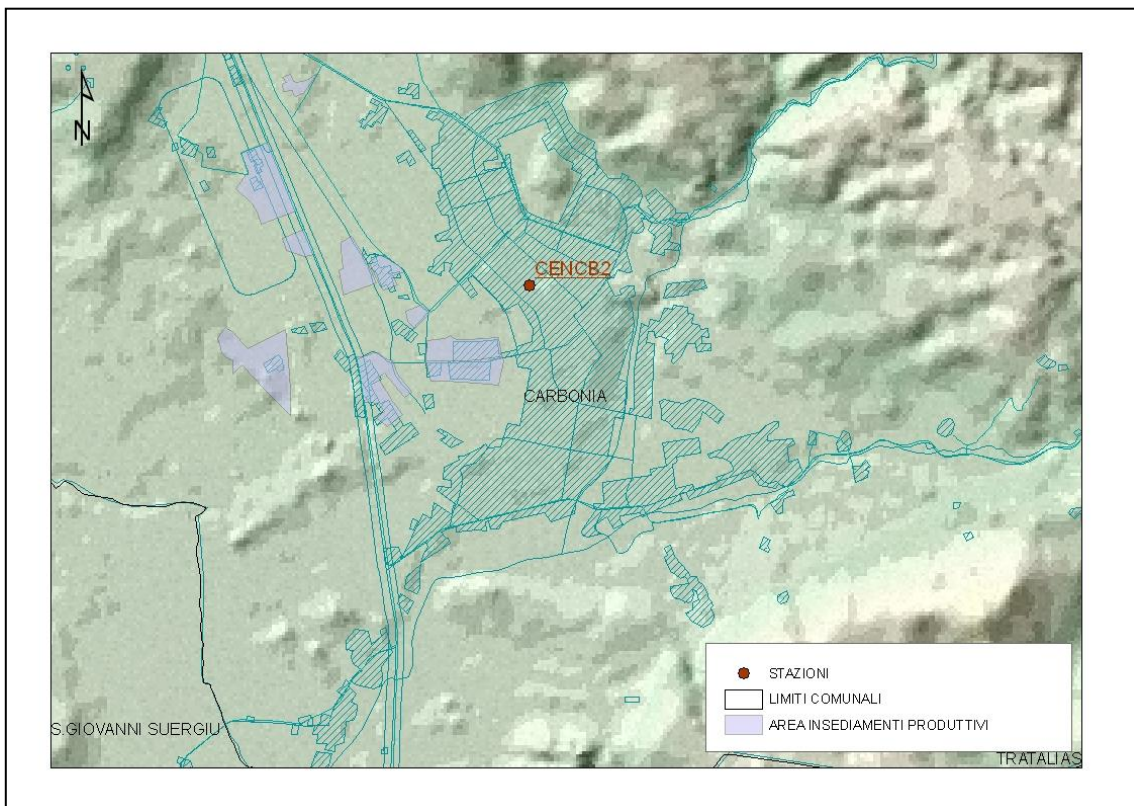 N
CENCB2
CARBONIA
STAZIONI
LIMITI COMUNALI
AREA INSEDIAMENTI PRODUTTIVI
S.GIOVANNI SUERGIU
TRATALIAS